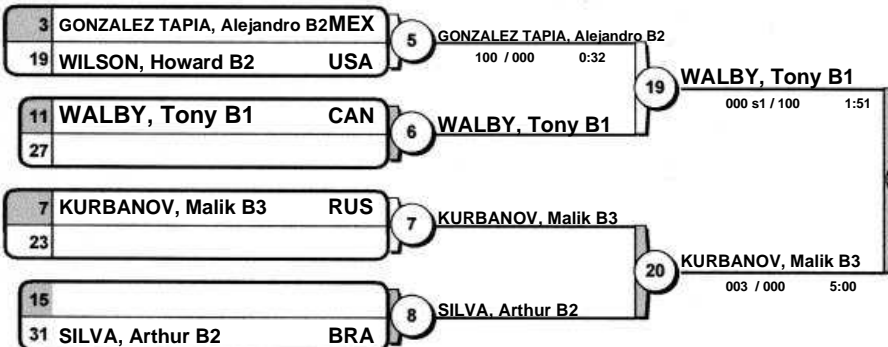 3 GONZALEZ TAPIA, Alejandro B2 MEX
19 WILSON, Howard B2 USA
5
GONZALEZ TAPIA, Alejandro B2
100 / 000 0:32
11 WALBY, Tony B1 CAN
27
6
WALBY, Tony B1
19
WALBY, Tony B1
000 s1 / 100 1:51
7 KURBANOV, Malik B3 RUS
23
7
KURBANOV, Malik B3
15
31 SILVA, Arthur B2 BRA
8
SILVA, Arthur B2
20
KURBANOV, Malik B3
003 / 000 5:00